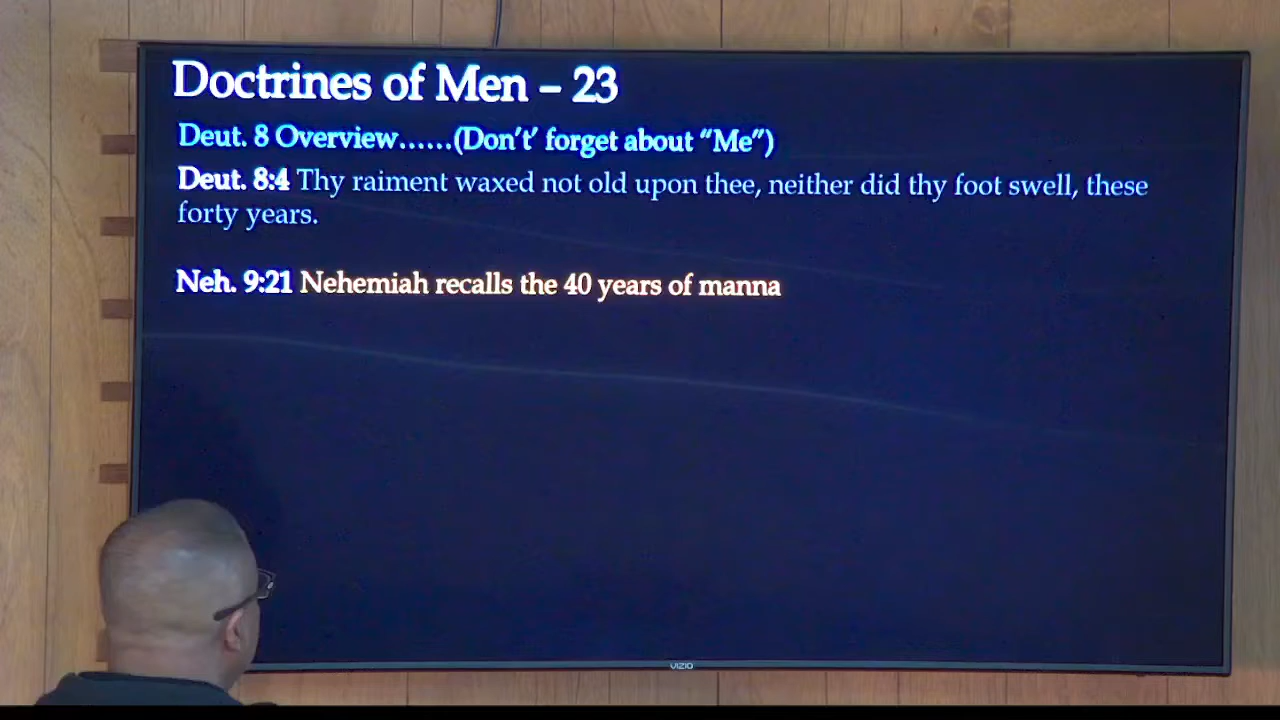 Doctrines of Men – 23
Deut. 8 Overview......(Don't' forget about "Me")
Deut. 8:4 Thy raiment waxed not old upon thee, neither did thy foot swell, these
forty years.
Neh. 9:21 Nehemiah recalls the 40 years of manna
VIZIO